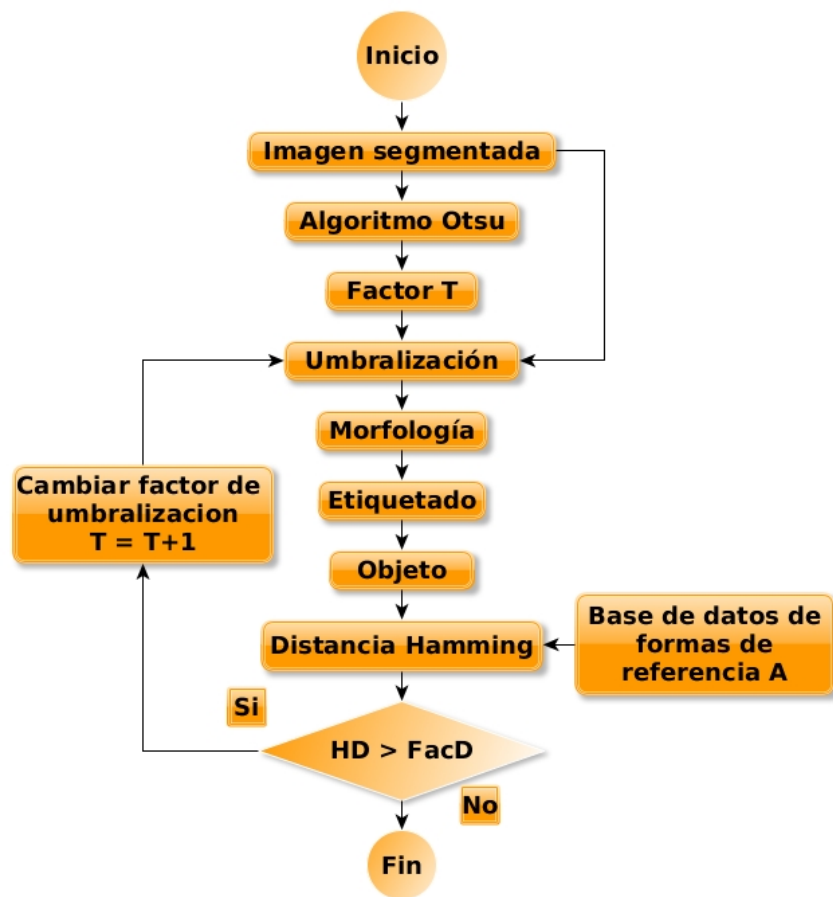 Inicio
Imagen segmentada
Algoritmo Otsu
Factor T
Umbralización
Morfología
Cambiar factor de
umbralizacion
T = T+1
Etiquetado
Objeto
Base de datos de
formas de
referencia A
Distancia Hamming
Si
HD > FacD
No
Fin